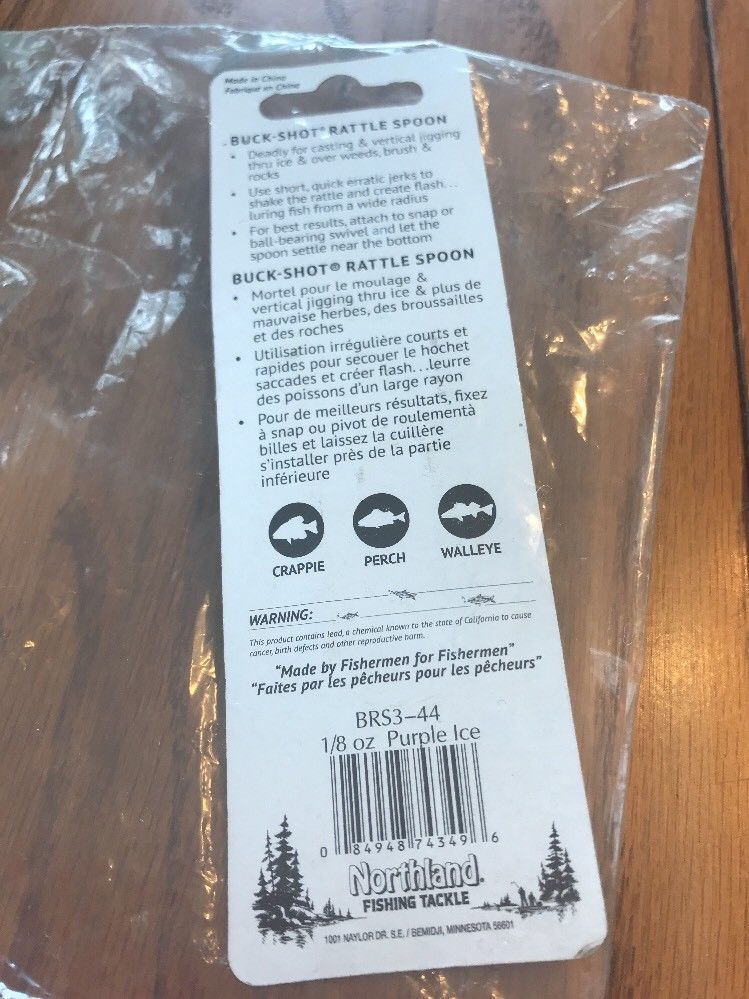 Made in China
Fabriqué en Chine
BUCK-SHOT® RATTLE SPOON
• Deadly for casting & vertical jigging
thru ice & over weeds, brush &
rocks
• Use short, quick erratic jerks to
shake the rattle and create flash...
luring fish from a wide radius
• For best results, attach to snap or
ball-bearing swivel and let the
spoon settle near the bottom
BUCK-SHOT® RATTLE SPOON
• Mortel pour le moulage &
vertical jigging thru ice & plus de
mauvaise herbes, des broussailles
et des roches
• Utilisation irrégulière courts et
rapides pour secouer le hochet
saccades et créer flash...leurre
des poissons d'un large rayon
• Pour de meilleurs résultats, fixez
à snap ou pivot de roulementà
billes et laissez la cuillère
s'installer près de la partie
inférieure
CRAPPIE PERCH WALLEYE
WARNING:
This product contains lead, a chemical known to the state of California to cause
cancer, birth defects and other reproductive harm.
"Made by Fishermen for Fishermen"
"Faites par les pêcheurs pour les pêcheurs"
BRS3-44
1/8 oz Purple Ice
0 84948 74349 6
Northland®
FISHING TACKLE
1001 NAYLOR DR. S.E. / BEMIDJI, MINNESOTA 56601